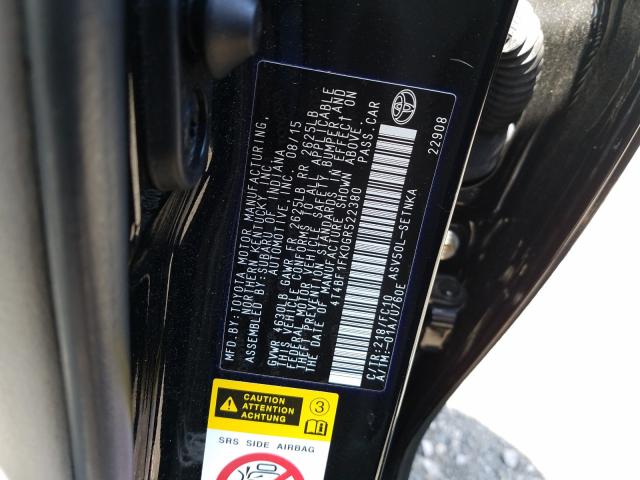 MFD. BY: TOYOTA MOTOR MANUFACTURING,
NORTHERN KENTUCKY INC.
ASSEMBLED BY: SUBARU OF INDIANA
AUTOMOTIVE, INC. 08/15
GVWR 4630LB GAWR FR 2625LB RR 2625LB
THIS VEHICLE CONFORMS TO ALL APPLICABLE
FEDERAL MOTOR VEHICLE SAFETY, BUMPER, AND
THEFT PREVENTION STANDARDS IN EFFECT ON
THE DATE OF MANUFACTURE SHOWN ABOVE.
4T4BF1FK0GR522380 PASS. CAR
ASV50L-SETNKA
C/TR: 218/FC10
A/TM: -01A/U760E
22908
TOYOTA
CAUTION
ATTENTION
ACHTUNG
3
SRS SIDE AIRBAG